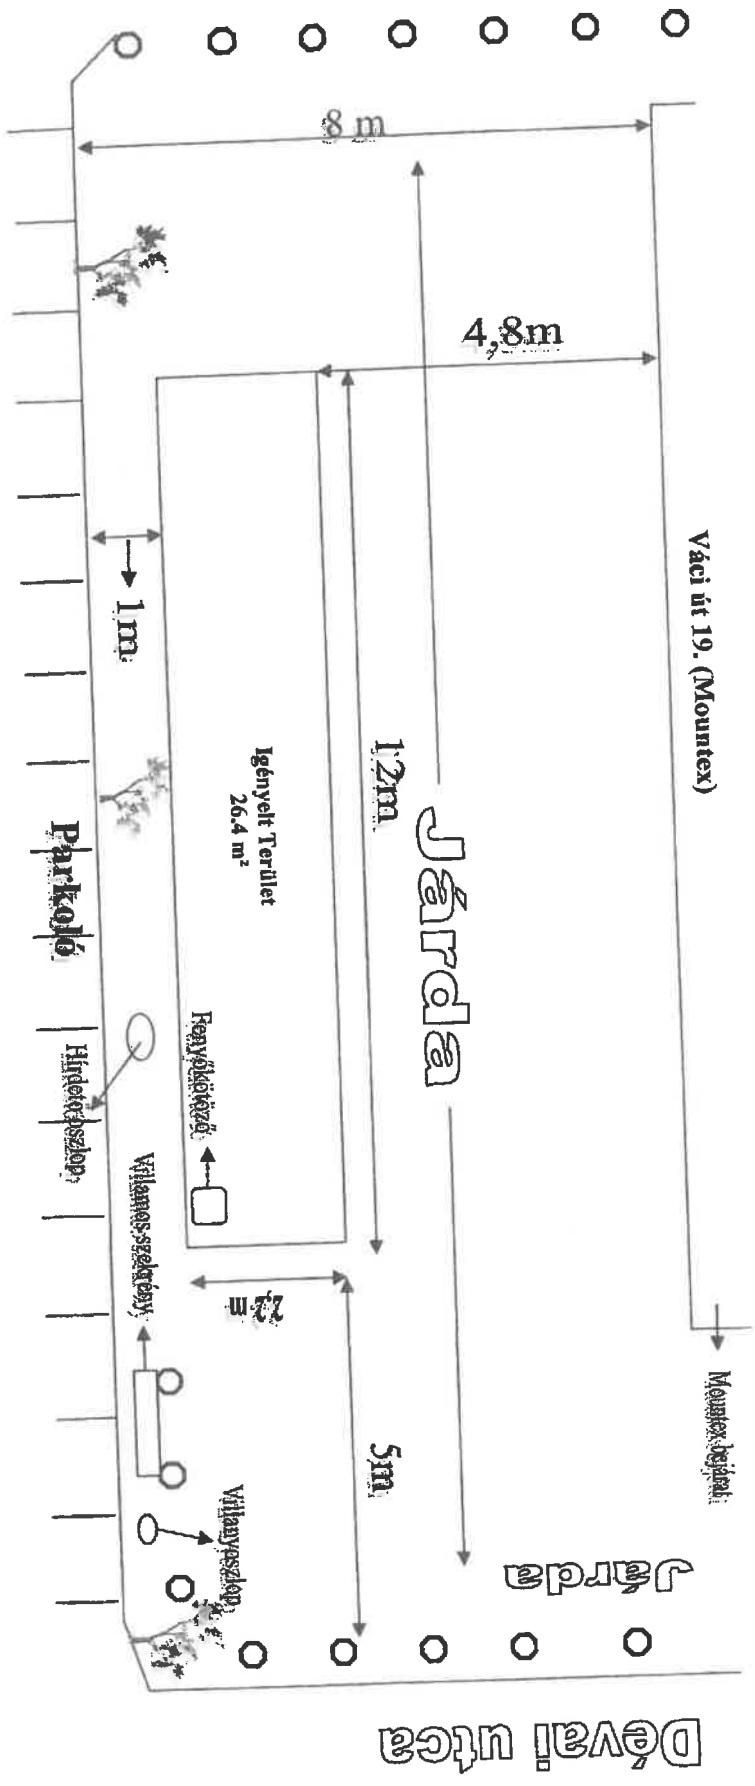 8 m
4,8m
Váci út 19. (Mountex)
1m
12m
Járda
Igényelt Terület
26.4 m²
Parkoló
Fenyőkötöző
Hirdetőoszlop
Villamos szekrény
2,2 m
5m
Mountex bejárat
Villanyoszlop
Járda
Dévai utca